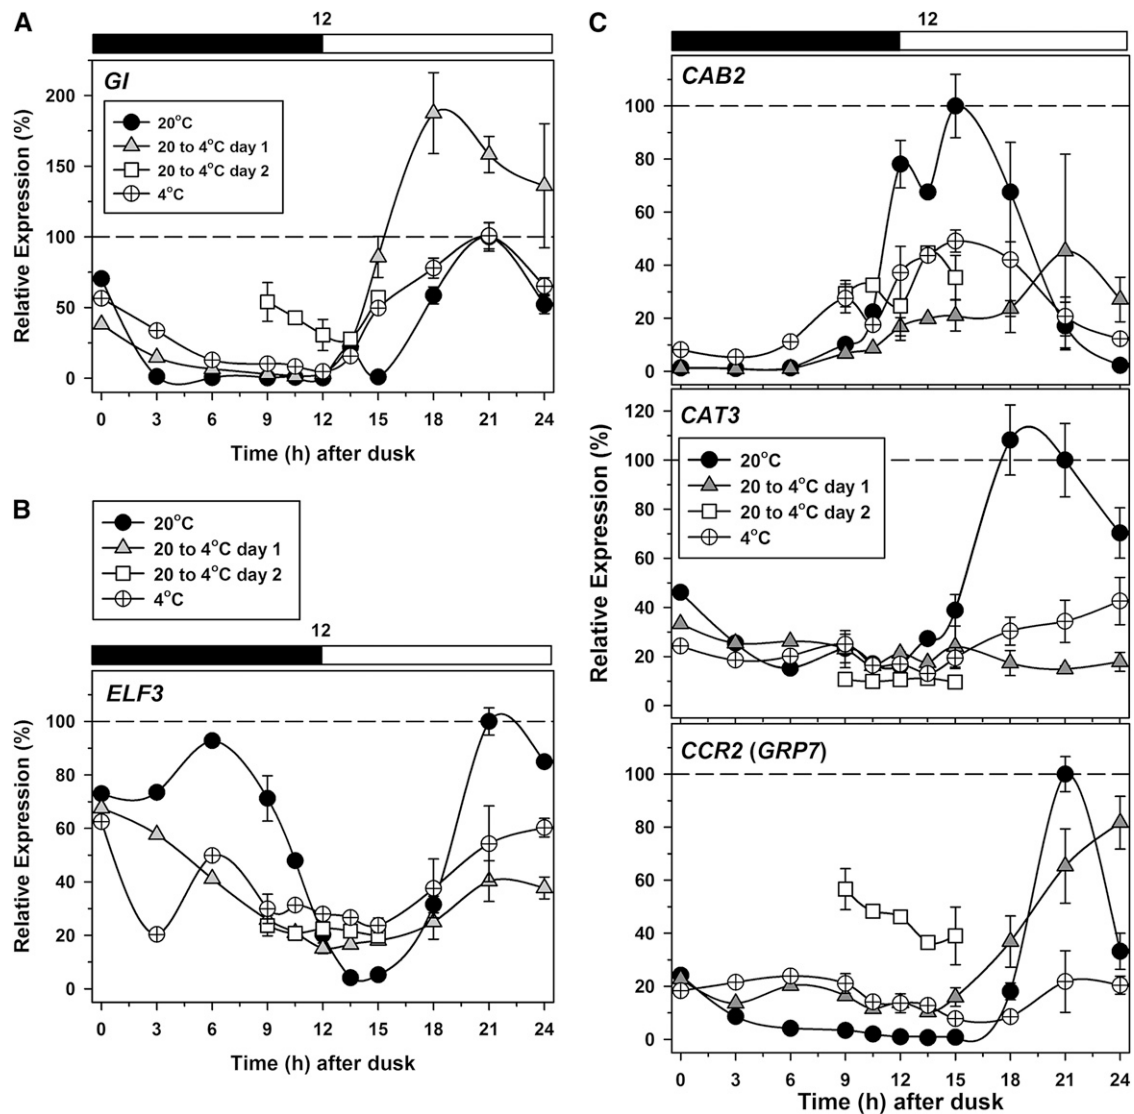 A
12
GI
20°C
20 to 4°C day 1
20 to 4°C day 2
4°C
200
150
100
50
0
Relative Expression (%)
0 3 6 9 12 15 18 21 24
Time (h) after dusk
B
20°C
20 to 4°C day 1
20 to 4°C day 2
4°C
12
ELF3
100
80
60
40
20
0
Relative Expression (%)
0 3 6 9 12 15 18 21 24
Time (h) after dusk
C
12
CAB2
100
80
60
40
20
0
CAT3
20°C
20 to 4°C day 1
20 to 4°C day 2
4°C
120
100
80
60
40
20
0
Relative Expression (%)
CCR2 (GRP7)
100
80
60
40
20
0
0 3 6 9 12 15 18 21 24
Time (h) after dusk